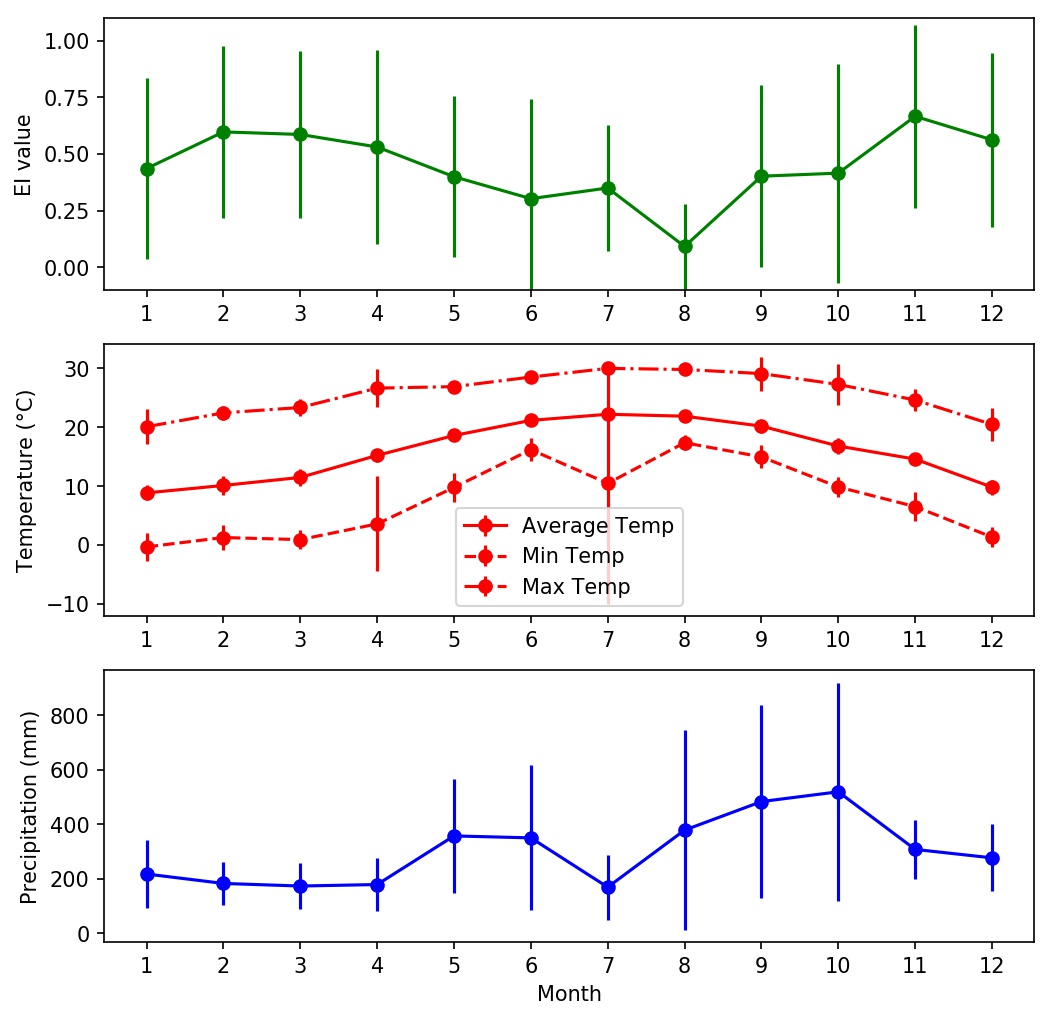 EI value
1.00
0.75
0.50
0.25
0.00
1 2 3 4 5 6 7 8 9 10 11 12
Temperature (°C)
30
20
10
0
−10
Average Temp
Min Temp
Max Temp
1 2 3 4 5 6 7 8 9 10 11 12
Precipitation (mm)
800
600
400
200
0
1 2 3 4 5 6 7 8 9 10 11 12
Month